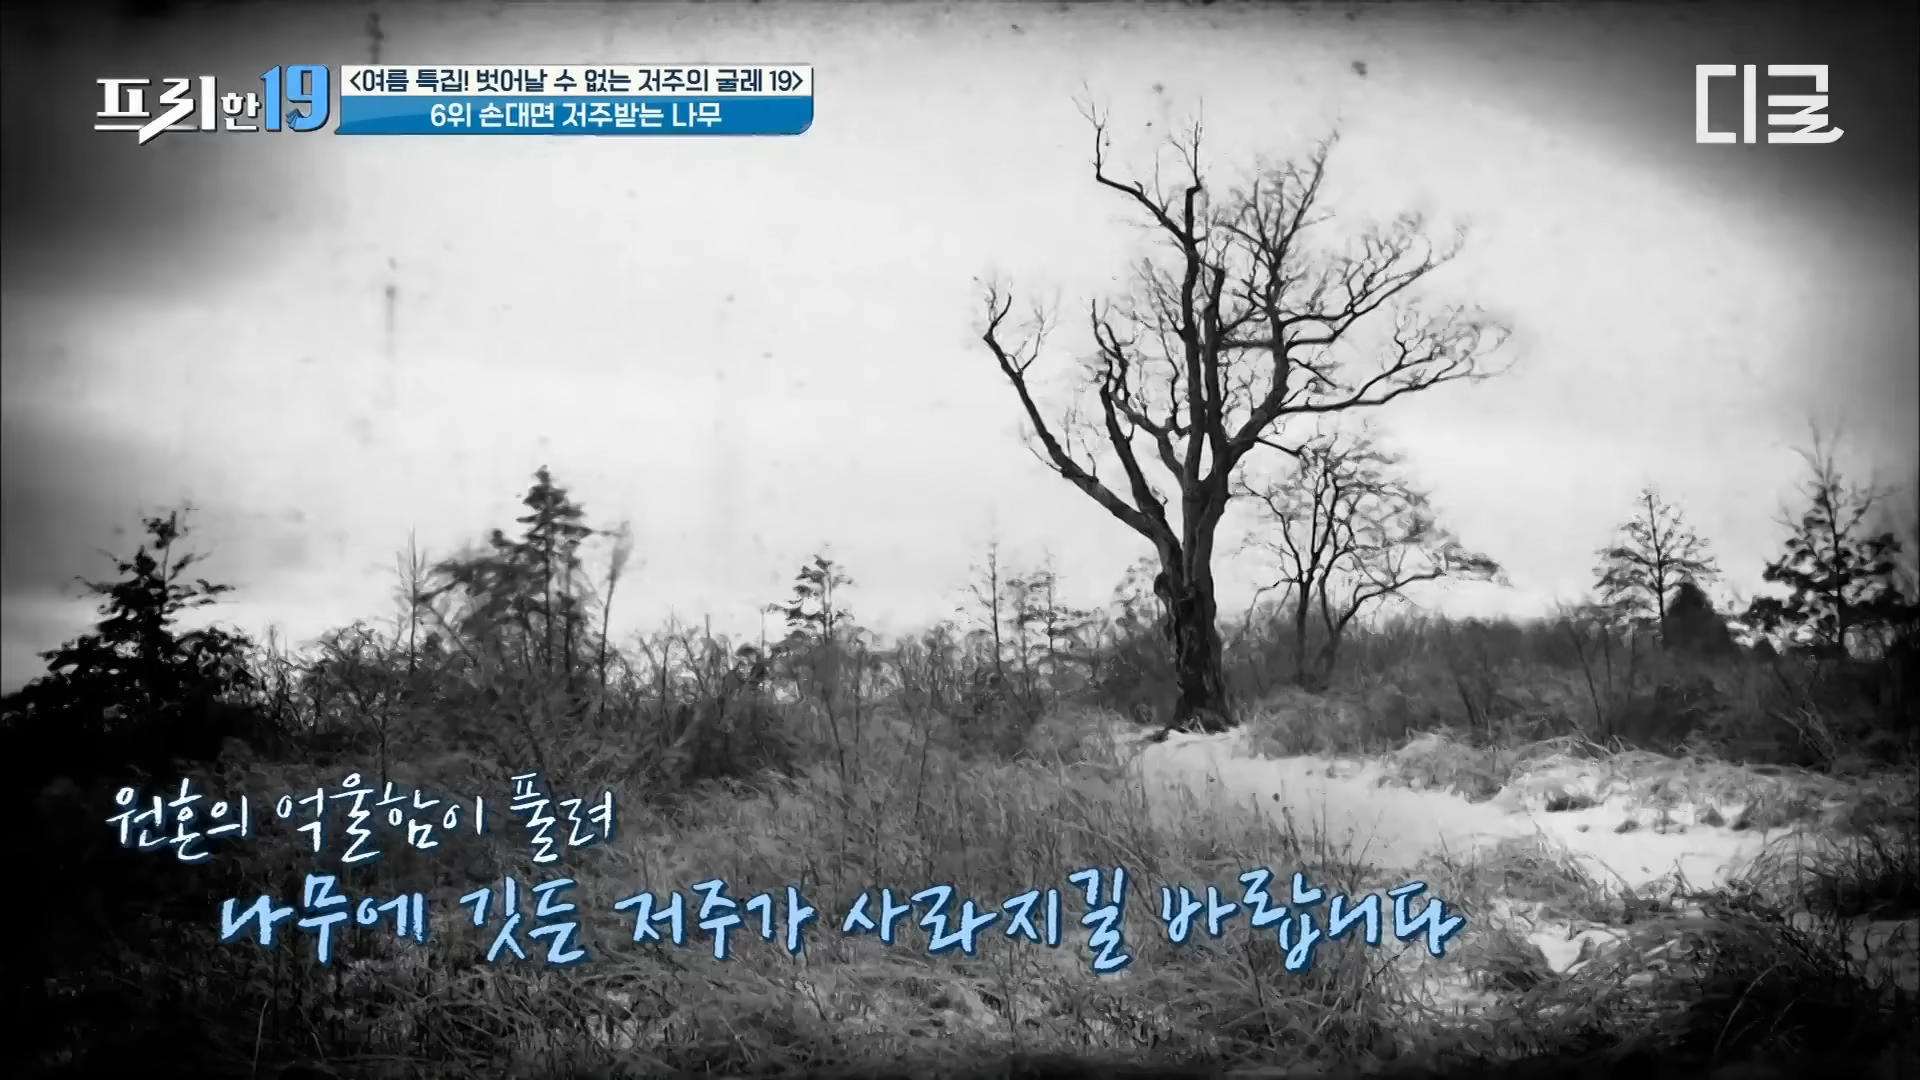 프리한19
<여름 특집! 벗어날 수 없는 저주의 굴레 19>
6위 손대면 저주받는 나무
디글
원혼의 억울함이 풀려
나무에 깃든 저주가 사라지길 바랍니다